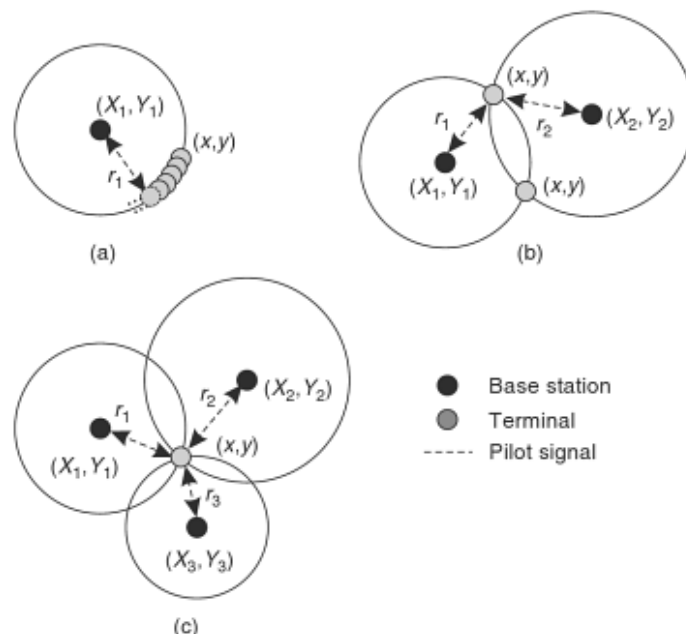 (X₁,Y₁)
(x,y)
r₁
(a)
(x,y)
r₁
r₂
(X₂,Y₂)
(X₁,Y₁)
(x,y)
(b)
r₁
r₂
(X₂,Y₂)
(x,y)
(X₁,Y₁)
r₃
(X₃,Y₃)
(c)
Base station
Terminal
Pilot signal